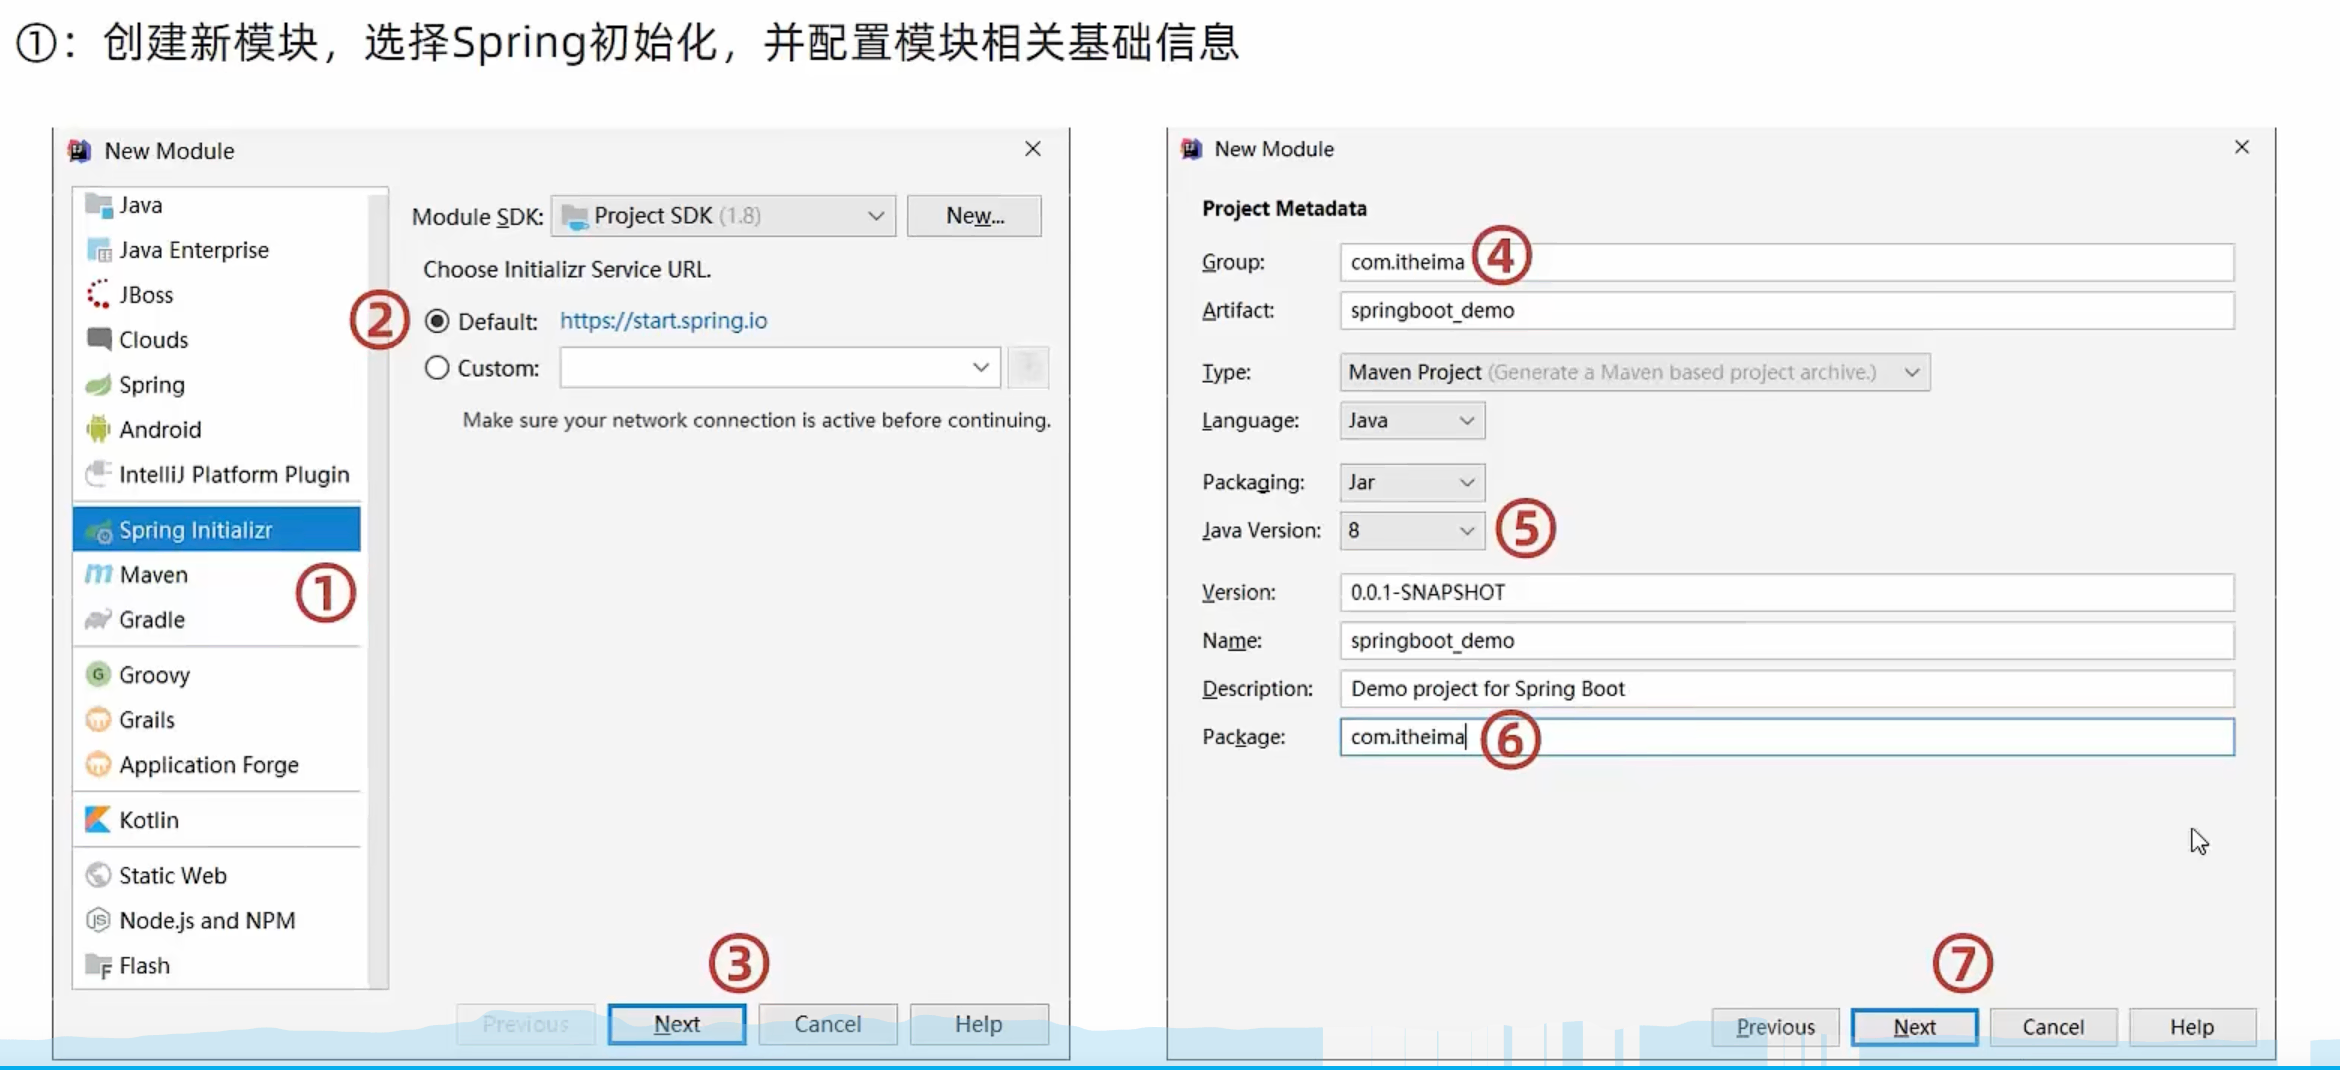 ①：创建新模块，选择Spring初始化，并配置模块相关基础信息
New Module
Java
Java Enterprise
JBoss
Clouds
Spring
Android
IntelliJ Platform Plugin
Spring Initializr
Maven
①
Gradle
Groovy
Grails
Application Forge
Kotlin
Static Web
Node.js and NPM
Flash
Module SDK: Project SDK (1.8) New...
Choose Initializr Service URL.
② Default: https://start.spring.io
Custom:
Make sure your network connection is active before continuing.
③
Previous Next Cancel Help
New Module
Project Metadata
Group: com.itheima ④
Artifact: springboot_demo
Type: Maven Project (Generate a Maven based project archive.)
Language: Java
Packaging: Jar
Java Version: 8 ⑤
Version: 0.0.1-SNAPSHOT
Name: springboot_demo
Description: Demo project for Spring Boot
Package: com.itheima ⑥
⑦
Previous Next Cancel Help